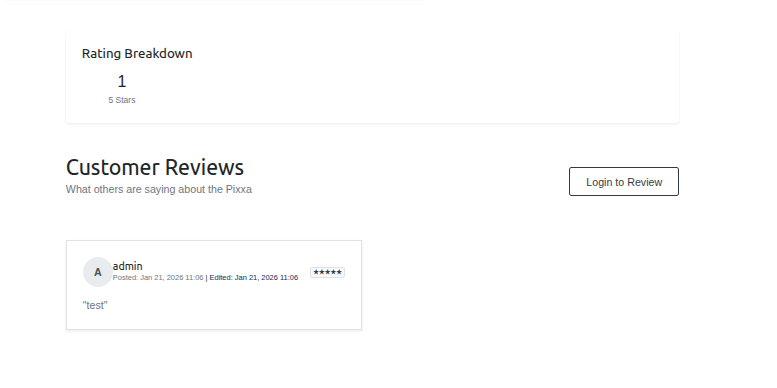 Rating Breakdown
1
5 Stars
Customer Reviews
What others are saying about the Pixxa
Login to Review
A
admin
Posted: Jan 21, 2026 11:06 | Edited: Jan 21, 2026 11:06
★★★★★
"test"